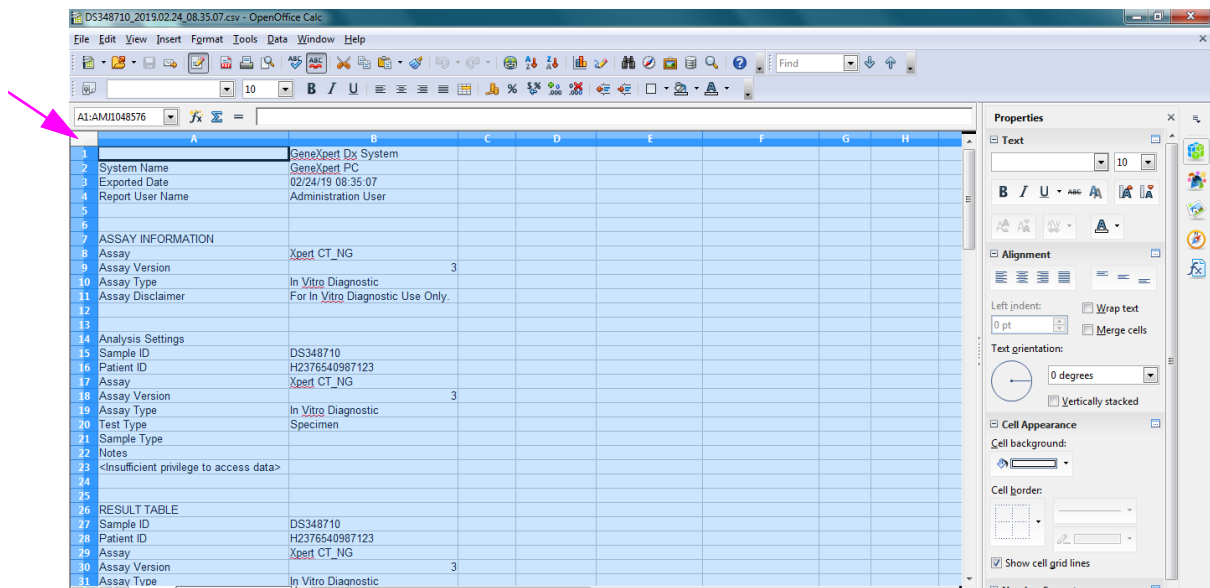 DS348710_2019.02.24_08.35.07.csv - OpenOffice Calc
File Edit View Insert Format Tools Data Window Help
Find
10 B I U
A1:AMJ1048576
A B C D E F G H
1 GeneXpert Dx System
2 System Name GeneXpert PC
3 Exported Date 02/24/19 08:35:07
4 Report User Name Administration User
5
6
7 ASSAY INFORMATION
8 Assay Xpert CT_NG
9 Assay Version 3
10 Assay Type In Vitro Diagnostic
11 Assay Disclaimer For In Vitro Diagnostic Use Only.
12
13
14 Analysis Settings
15 Sample ID DS348710
16 Patient ID H2376540987123
17 Assay Xpert CT_NG
18 Assay Version 3
19 Assay Type In Vitro Diagnostic
20 Test Type Specimen
21 Sample Type
22 Notes
23 <Insufficient privilege to access data>
24
25
26 RESULT TABLE
27 Sample ID DS348710
28 Patient ID H2376540987123
29 Assay Xpert CT_NG
30 Assay Version 3
31 Assay Type In Vitro Diagnostic
Properties
Text
10
B I U ABC
Alignment
Left indent:
Wrap text
0 pt
Merge cells
Text orientation:
0 degrees
Vertically stacked
Cell Appearance
Cell background:
Cell border:
Show cell grid lines